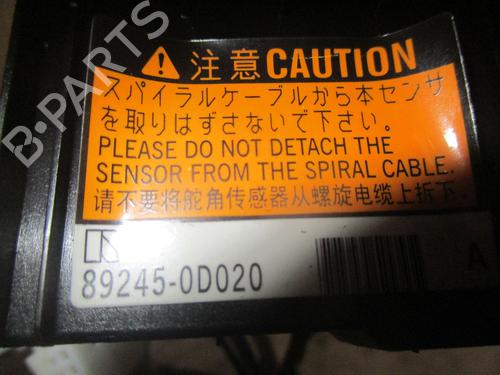 注意CAUTION
スパイラルケーブルから本センサ
を取りはずさないで下さい。
PLEASE DO NOT DETACH THE
SENSOR FROM THE SPIRAL CABLE.
请不要将舵角传感器从螺旋电缆上拆下
89245-0D020
A
B-PARTS